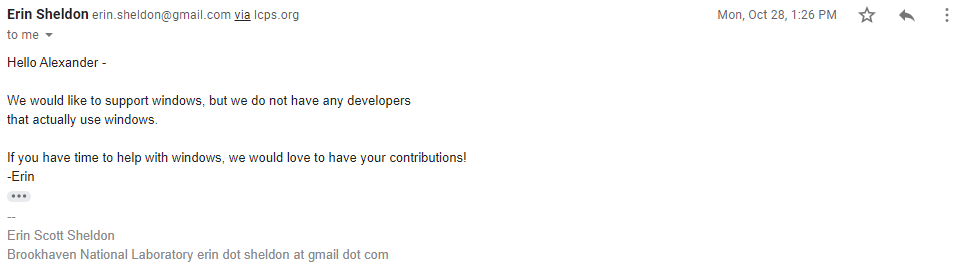 Erin Sheldon erin.sheldon@gmail.com via lcps.org Mon, Oct 28, 1:26 PM
to me
Hello Alexander -
We would like to support windows, but we do not have any developers
that actually use windows.
If you have time to help with windows, we would love to have your contributions!
-Erin
--
Erin Scott Sheldon
Brookhaven National Laboratory erin dot sheldon at gmail dot com